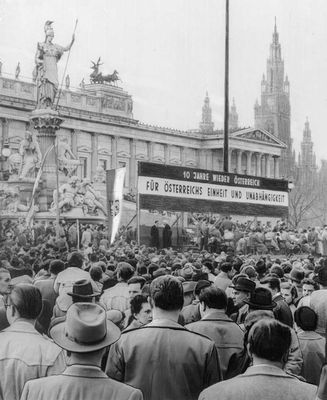 10 JAHRE WIEDER ÖSTERREICH
FÜR ÖSTERREICHS EINHEIT UND UNABHÄNGIGKEIT